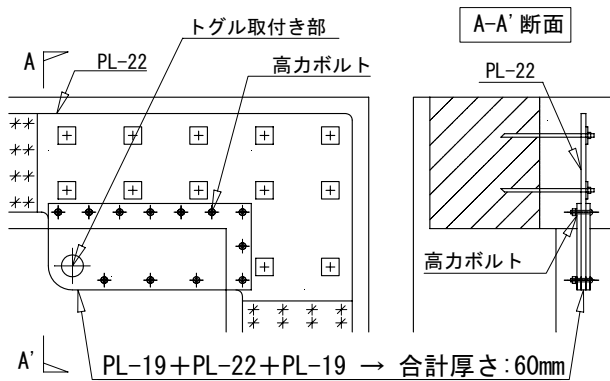 トグル取付き部
A-A'断面
A
PL-22
高力ボルト
PL-22
高力ボルト
A'
PL-19+PL-22+PL-19 → 合計厚さ:60mm